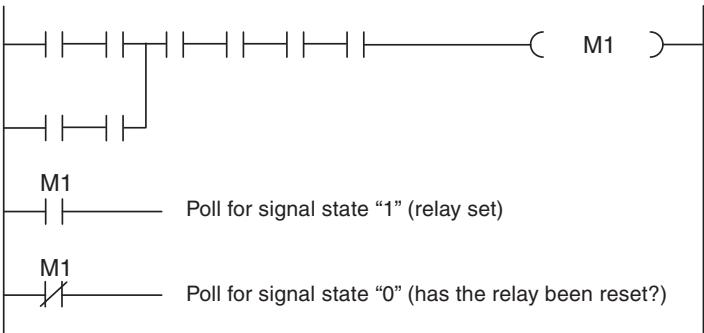 M1
M1
Poll for signal state “1” (relay set)
M1
Poll for signal state “0” (has the relay been reset?)